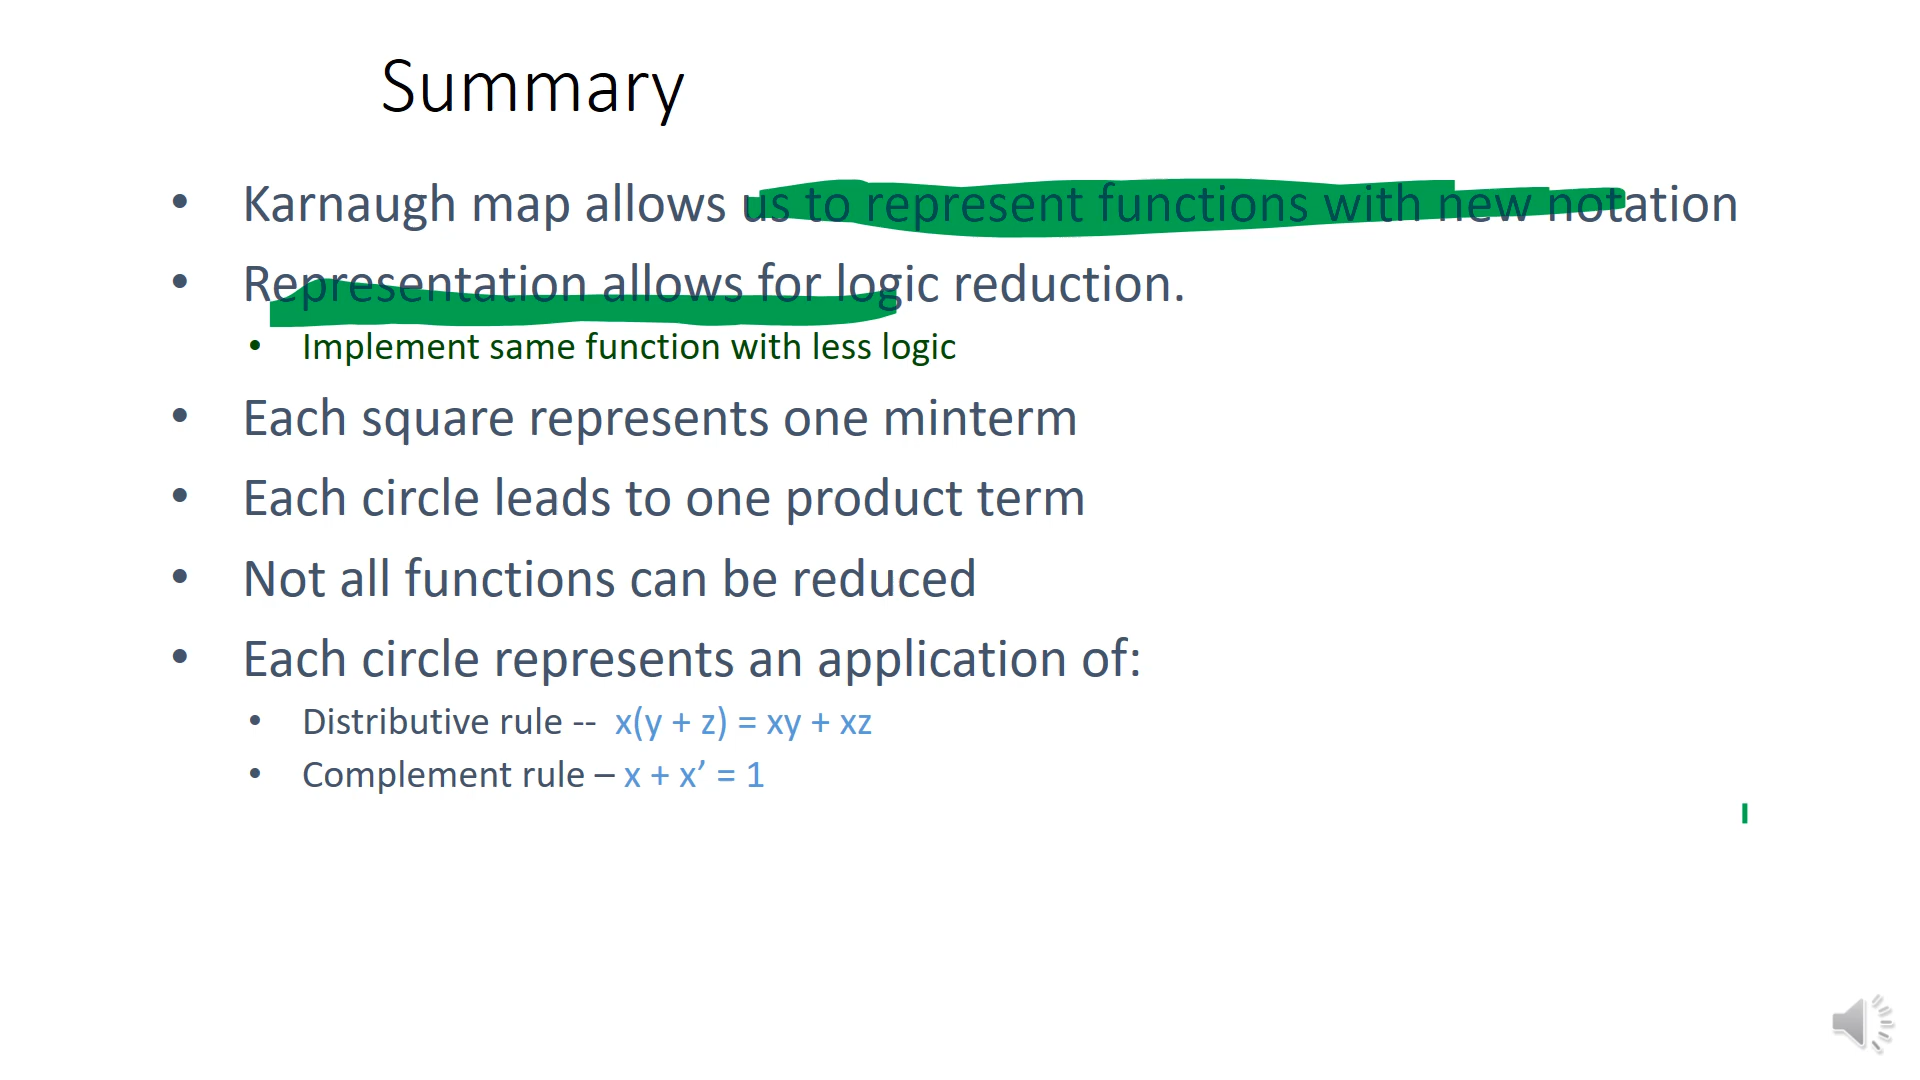 Summary
• Karnaugh map allows us to represent functions with new notation
• Representation allows for logic reduction.
• Implement same function with less logic
• Each square represents one minterm
• Each circle leads to one product term
• Not all functions can be reduced
• Each circle represents an application of:
• Distributive rule -- x(y + z) = xy + xz
• Complement rule – x + x’ = 1